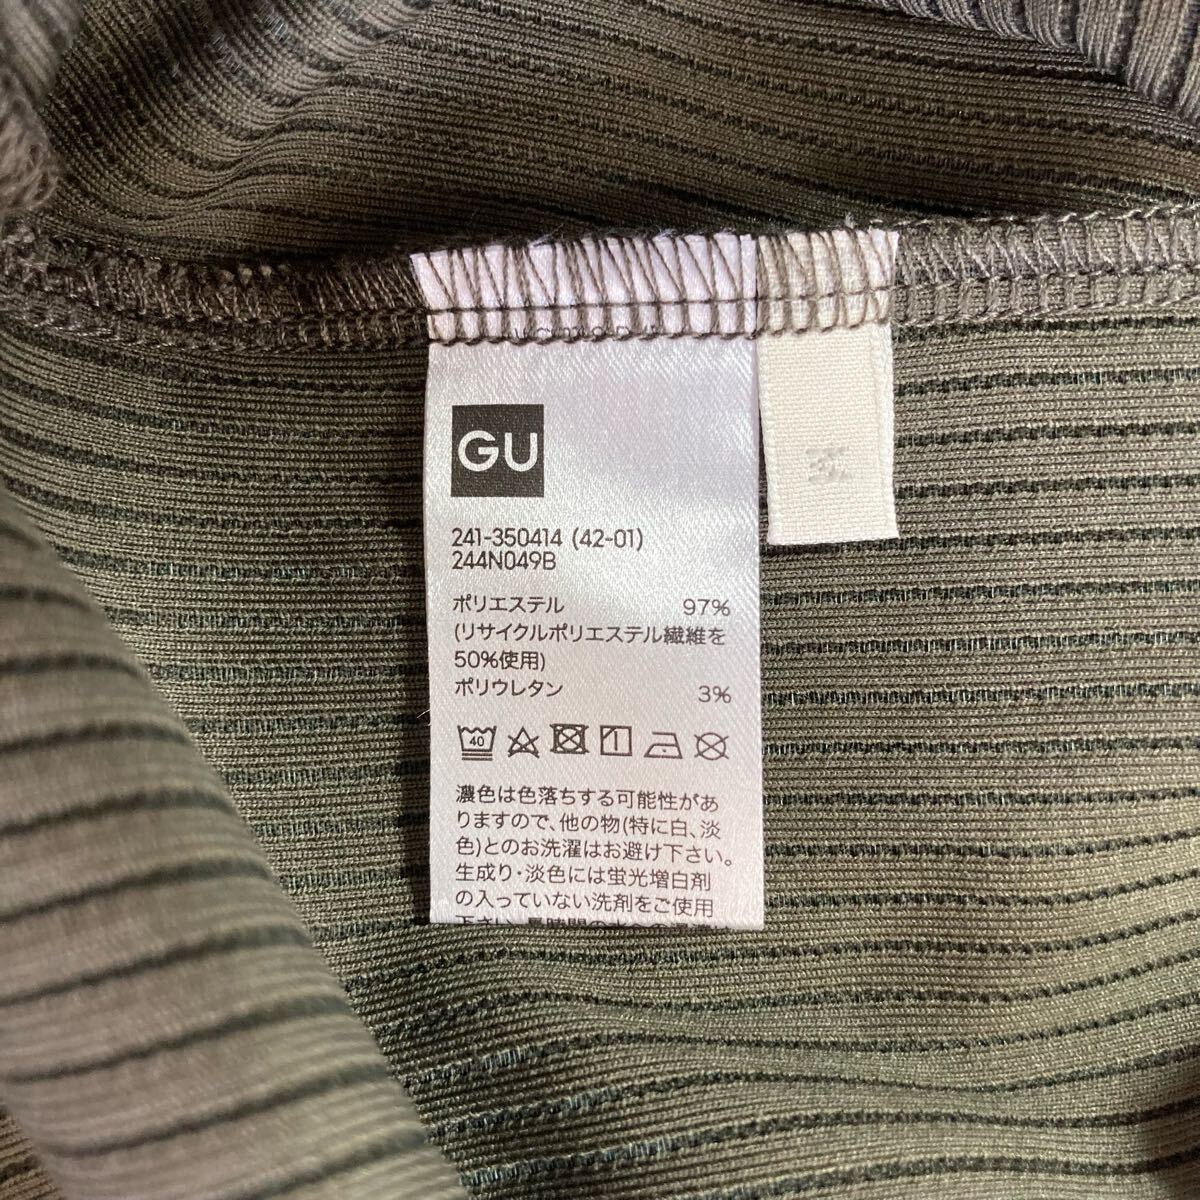 GU
241-350414 (42-01)
244N049B
ポリエステル 97%
(リサイクルポリエステル繊維を
50%使用)
ポリウレタン 3%
40
濃色は色落ちする可能性があ
りますので、他の物(特に白、淡
色)とのお洗濯はお避け下さい。
生成り・淡色には蛍光増白剤
の入っていない洗剤をご使用